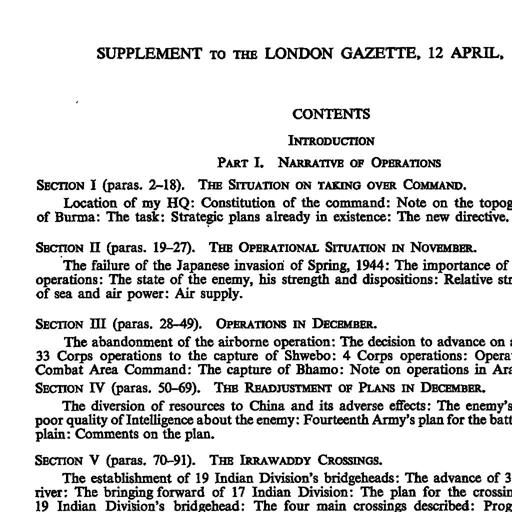 SUPPLEMENT TO THE LONDON GAZETTE, 12 APRIL,
CONTENTS
INTRODUCTION
PART I. NARRATIVE OF OPERATIONS
SECTION I (paras. 2-18). THE SITUATION ON TAKING OVER COMMAND.
Location of my HQ: Constitution of the command: Note on the topog
of Burma: The task: Strategic plans already in existence: The new directive.
SECTION II (paras. 19-27). THE OPERATIONAL SITUATION IN NOVEMBER.
The failure of the Japanese invasion of Spring, 1944: The importance of
operations: The state of the enemy, his strength and dispositions: Relative str
of sea and air power: Air supply.
SECTION III (paras. 28-49). OPERATIONS IN DECEMBER.
The abandonment of the airborne operation: The decision to advance on
33 Corps operations to the capture of Shwebo: 4 Corps operations: Opera
Combat Area Command: The capture of Bhamo: Note on operations in Ara
SECTION IV (paras. 50-69). THE READJUSTMENT OF PLANS IN DECEMBER.
The diversion of resources to China and its adverse effects: The enemy's
poor quality of Intelligence about the enemy: Fourteenth Army's plan for the batt
plain: Comments on the plan.
SECTION V (paras. 70-91). THE IRRAWADDY CROSSINGS.
The establishment of 19 Indian Division's bridgeheads: The advance of 3
river: The bringing forward of 17 Indian Division: The plan for the crossin
19 Indian Division's bridgehead: The four main crossings described: Prog